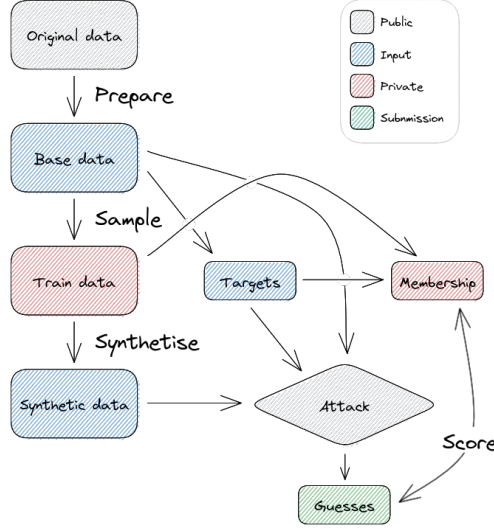 Original data
Public
Input
Private
Subnmission
Prepare
Base data
Sample
Train data
Targets
Membership
Synthetise
Synthetic data
Attack
Score
Guesses